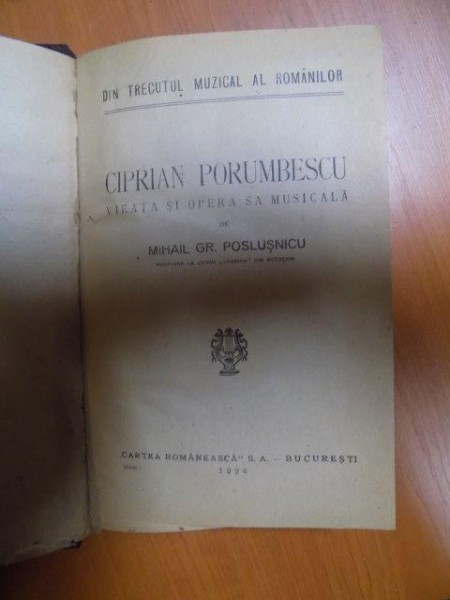 DIN TRECUTUL MUZICAL AL ROMÂNILOR
CIPRIAN PORUMBESCU
VIEAȚA ȘI OPERA SA MUSICALĂ
DE
MIHAIL GR. POSLUȘNICU
„CARTEA ROMÂNEASCĂ” S. A. — BUCUREȘTI
1926